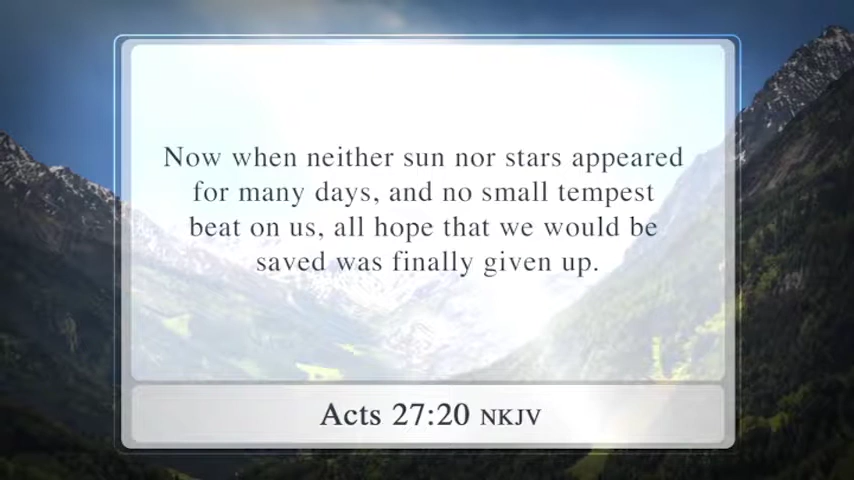 Now when neither sun nor stars appeared
for many days, and no small tempest
beat on us, all hope that we would be
saved was finally given up.
Acts 27:20 NKJV